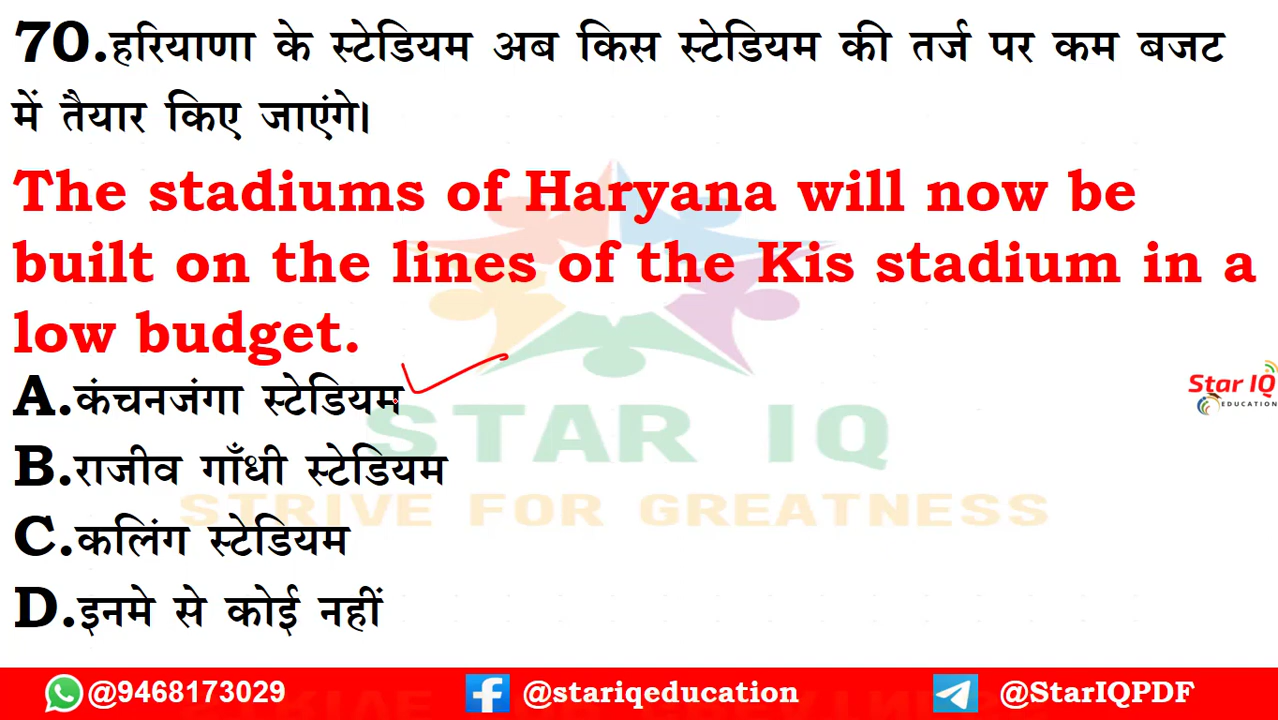 70.हरियाणा के स्टेडियम अब किस स्टेडियम की तर्ज पर कम बजट
में तैयार किए जाएंगे।
The stadiums of Haryana will now be
built on the lines of the Kis stadium in a
low budget.
A.कंचनजंगा स्टेडियम
B.राजीव गाँधी स्टेडियम
C.कलिंग स्टेडियम
D.इनमे से कोई नहीं
STAR IQ
STRIVE FOR GREATNESS
Star IQ
EDUCATION
@9468173029
@stariqeducation
@StarIQPDF